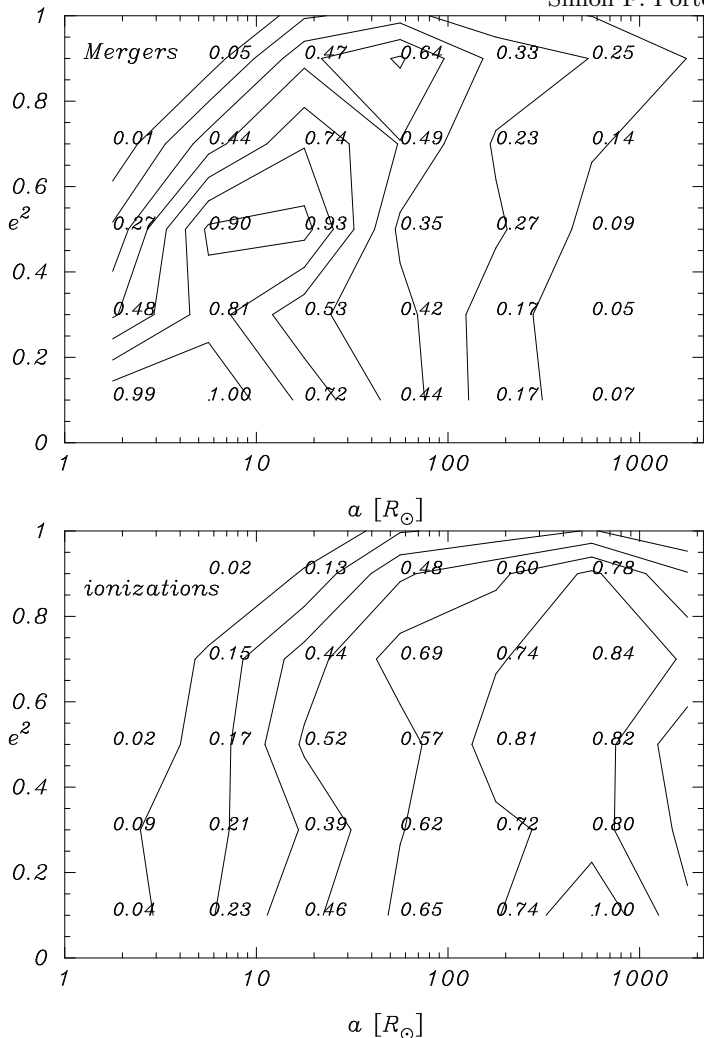 Simon F. Porte
1
Mergers 0.05 0.47 0.64 0.33 0.25
0.8
0.01 0.44 0.74 0.49 0.23 0.14
0.6
e² 0.27 0.90 0.93 0.35 0.27 0.09
0.4
0.48 0.81 0.53 0.42 0.17 0.05
0.2
0.99 1.00 0.72 0.44 0.17 0.07
0
1 10 100 1000
a [R⊙]
1
0.02 0.13 0.48 0.60 0.78
ionizations
0.8
0.15 0.44 0.69 0.74 0.84
0.6
e² 0.02 0.17 0.52 0.57 0.81 0.82
0.4
0.09 0.21 0.39 0.62 0.72 0.80
0.2
0.04 0.23 0.46 0.65 0.74 1.00
0
1 10 100 1000
a [R⊙]